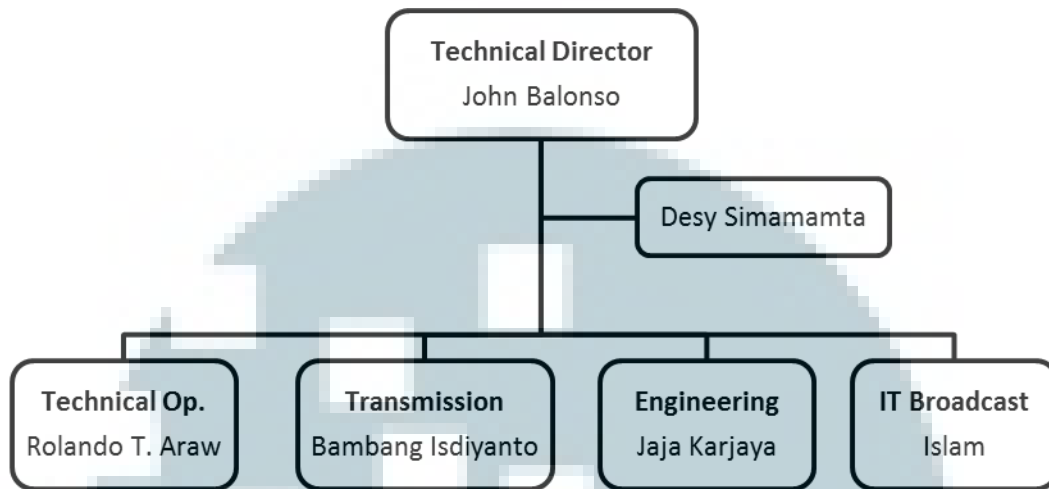 Technical Director
John Balonso
Desy Simamamta
Technical Op.
Rolando T. Araw
Transmission
Bambang Isdiyanto
Engineering
Jaja Karjaya
IT Broadcast
Islam